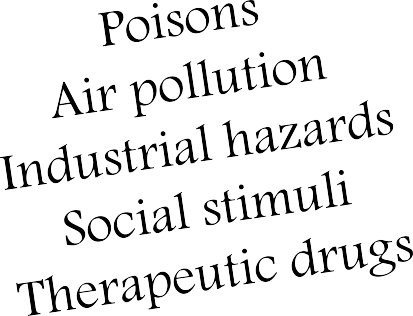 Poisons
Air pollution
Industrial hazards
Social stimuli
Therapeutic drugs